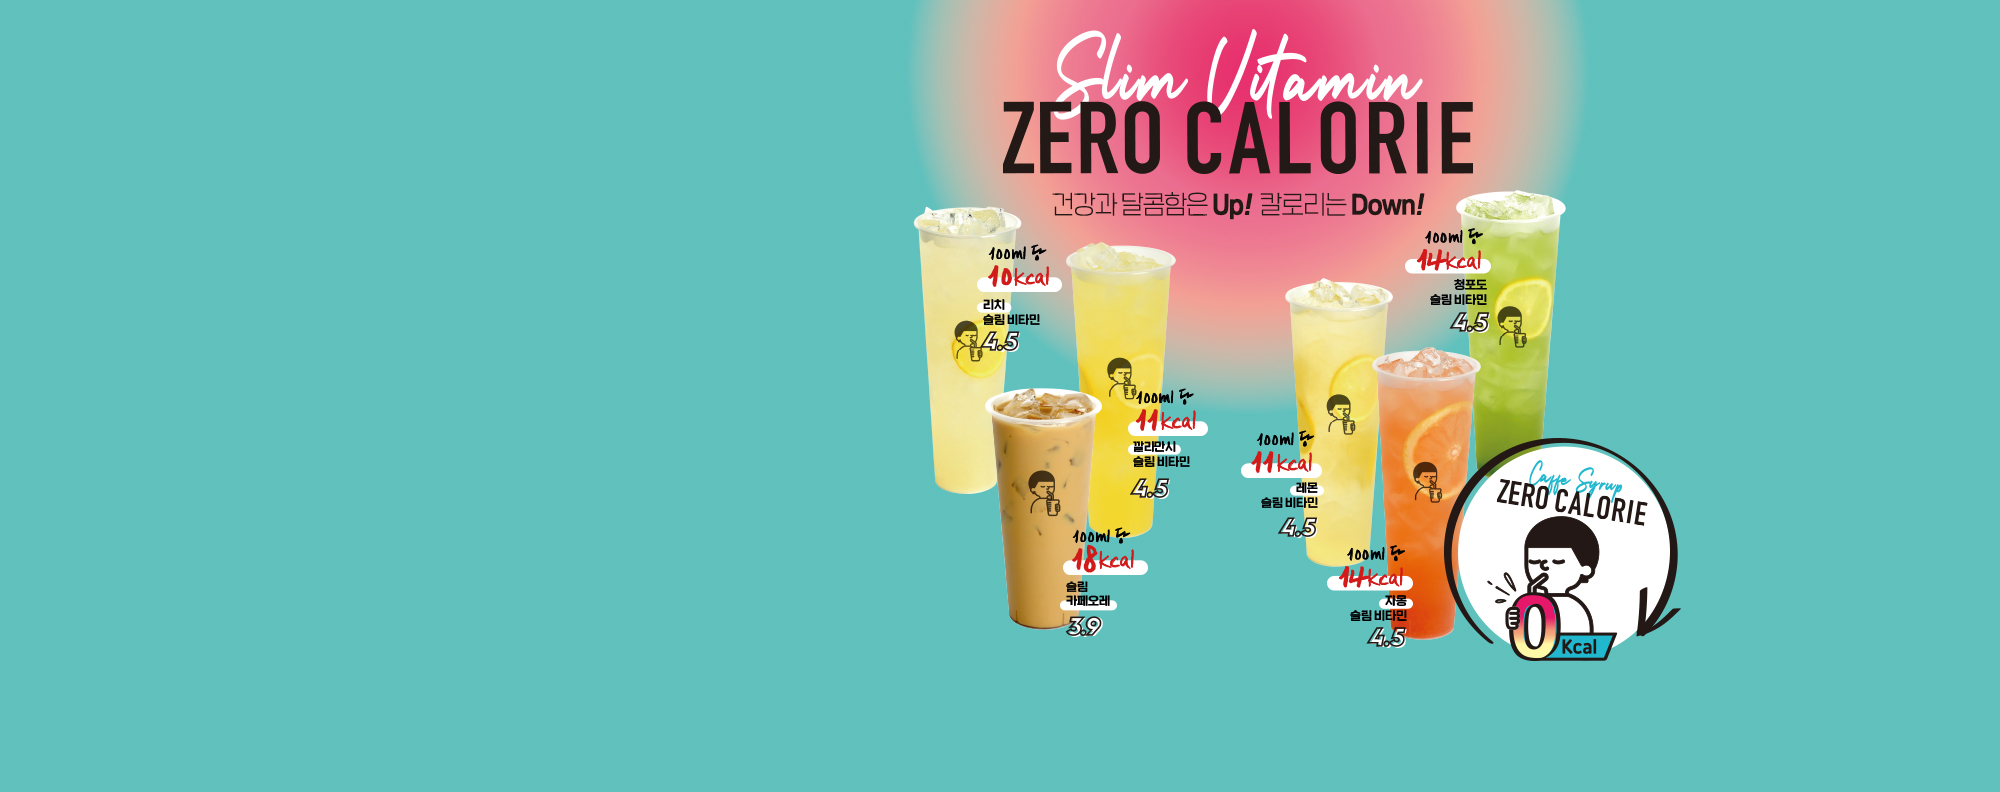 Slim Vitamin
ZERO CALORIE
건강과 달콤함은 Up! 칼로리는 Down!
100ml 당
10kcal
리치
슬림 비타민
4.5
100ml 당
11kcal
깔라만시
슬림 비타민
4.5
100ml 당
18kcal
슬림
카페오레
3.9
100ml 당
14kcal
청포도
슬림 비타민
4.5
100ml 당
11kcal
레몬
슬림 비타민
4.5
100ml 당
14kcal
자몽
슬림 비타민
4.5
Caffe Syrup
ZERO CALORIE
0 Kcal